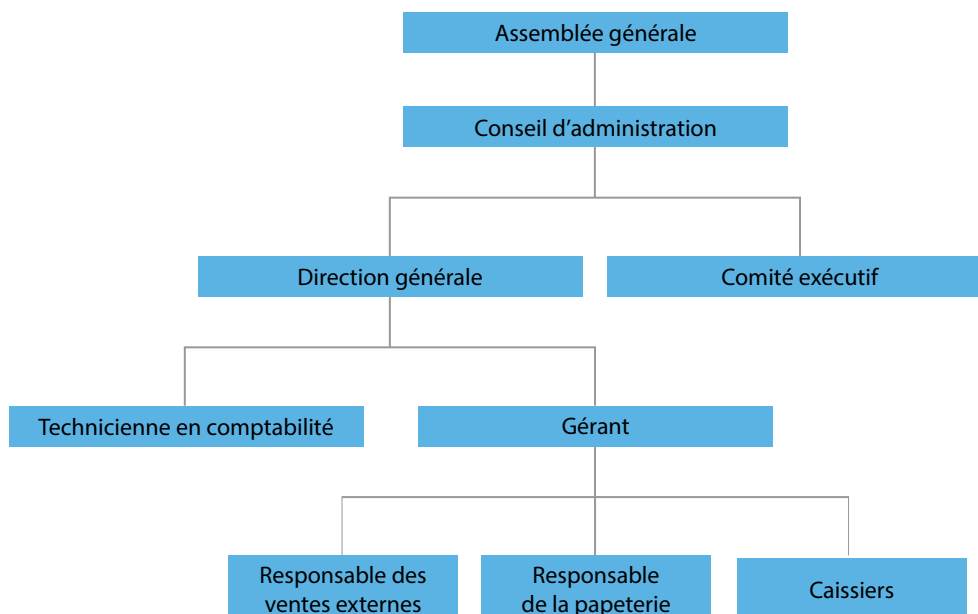 Assemblée générale
Conseil d'administration
Direction générale
Comité exécutif
Technicienne en comptabilité
Gérant
Responsable des
ventes externes
Responsable
de la papeterie
Caissiers